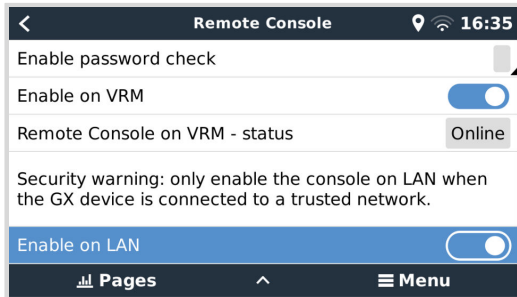 Remote Console
16:35
Enable password check
Enable on VRM
Remote Console on VRM - status
Online
Security warning: only enable the console on LAN when
the GX device is connected to a trusted network.
Enable on LAN
Pages
Menu